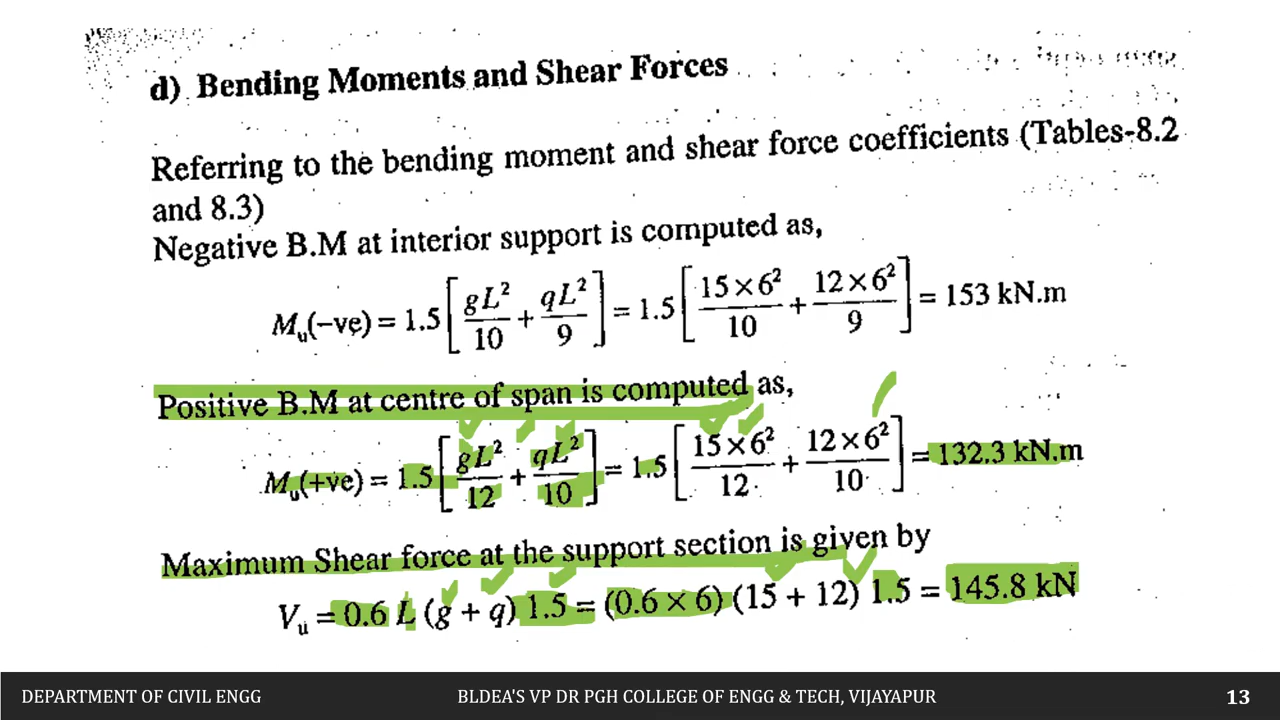 d) Bending Moments and Shear Forces
Referring to the bending moment and shear force coefficients (Tables-8.2
and 8.3)
Negative B.M at interior support is computed as,
Mu(−ve) = 1.5[gL²/10 + qL²/9] = 1.5[15×6²/10 + 12×6²/9] = 153 kN.m
Positive B.M at centre of span is computed as,
Mu(+ve) = 1.5[gL²/12 + qL²/10] = 1.5[15×6²/12 + 12×6²/10] = 132.3 kN.m
Maximum Shear force at the support section is given by
Vu = 0.6 L (g + q) 1.5 = (0.6 × 6) (15 + 12) 1.5 = 145.8 kN
DEPARTMENT OF CIVIL ENGG BLDEA'S VP DR PGH COLLEGE OF ENGG & TECH, VIJAYAPUR 13